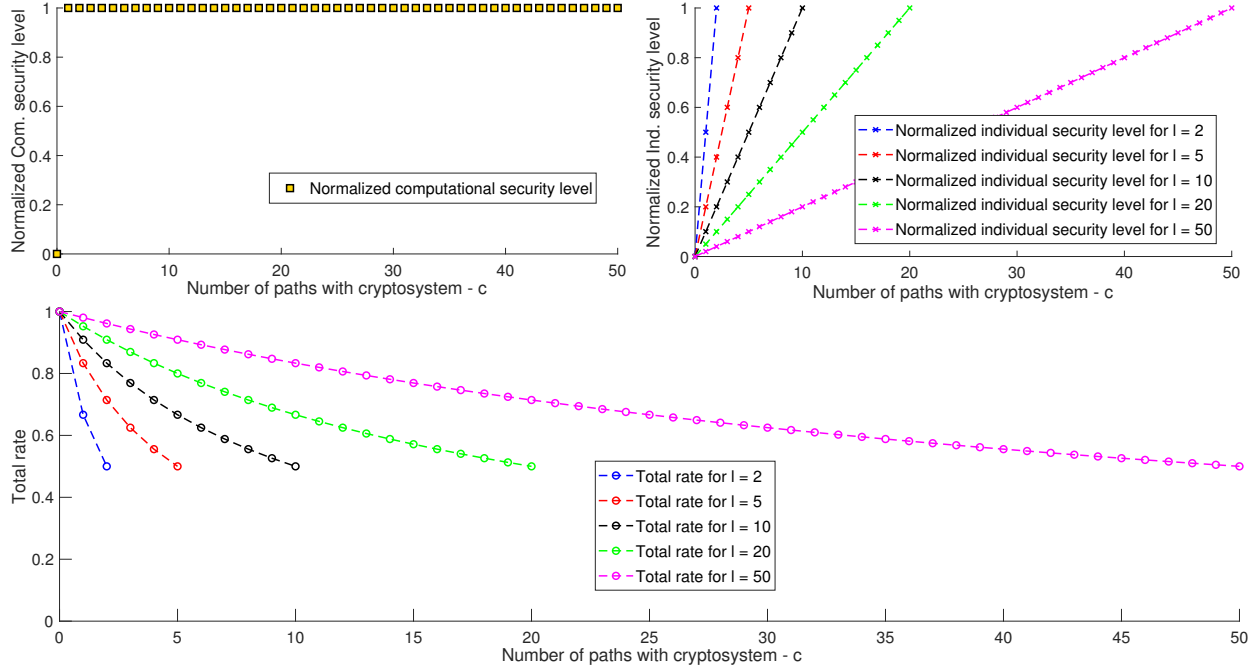 Normalized Com. security level
1
0.8
0.6
0.4
0.2
0
Normalized computational security level
0 10 20 30 40 50
Number of paths with cryptosystem - c
Normalized Ind. security level
1
0.8
0.6
0.4
0.2
0
Normalized individual security level for l = 2
Normalized individual security level for l = 5
Normalized individual security level for l = 10
Normalized individual security level for l = 20
Normalized individual security level for l = 50
0 10 20 30 40 50
Number of paths with cryptosystem - c
Total rate
1
0.8
0.6
0.4
0.2
0
Total rate for l = 2
Total rate for l = 5
Total rate for l = 10
Total rate for l = 20
Total rate for l = 50
0 5 10 15 20 25 30 35 40 45 50
Number of paths with cryptosystem - c